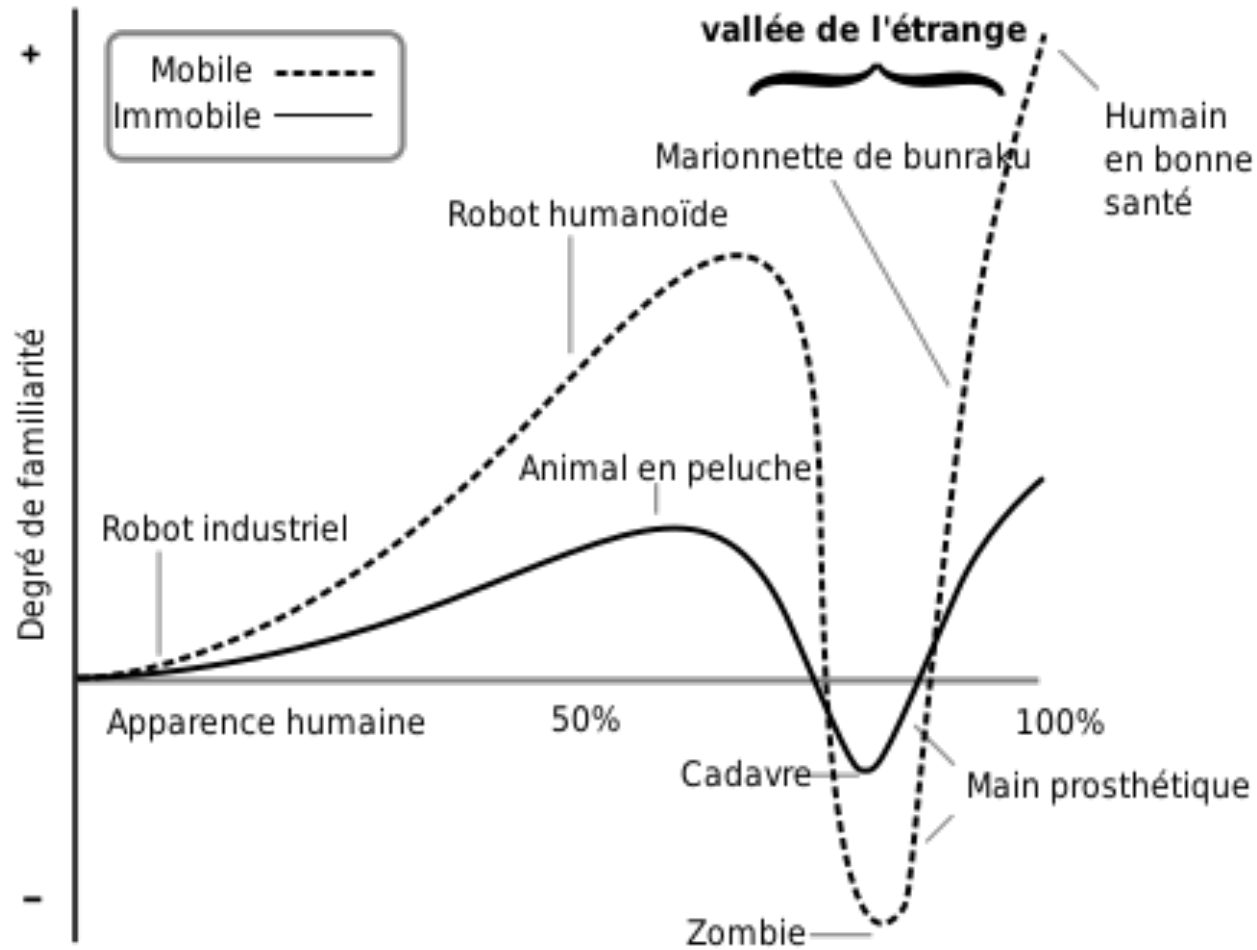 vallée de l'étrange
+
Mobile
Immobile
Humain
en bonne
santé
Marionnette de bunraku
Robot humanoïde
Animal en peluche
Robot industriel
Degré de familiarité
Apparence humaine
50%
100%
Cadavre
Main prosthétique
–
Zombie